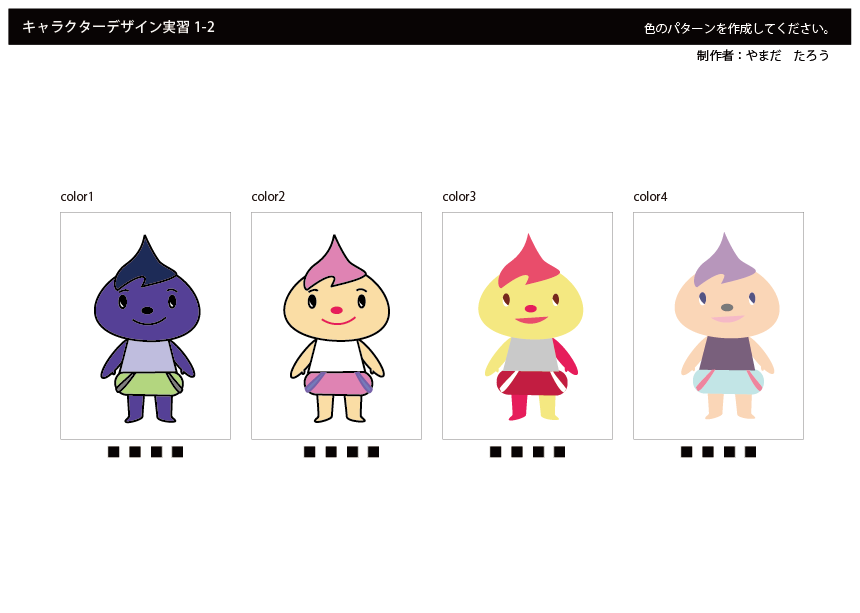 キャラクターデザイン実習 1-2
色のパターンを作成してください。
制作者：やまだ　たろう
color1
color2
color3
color4